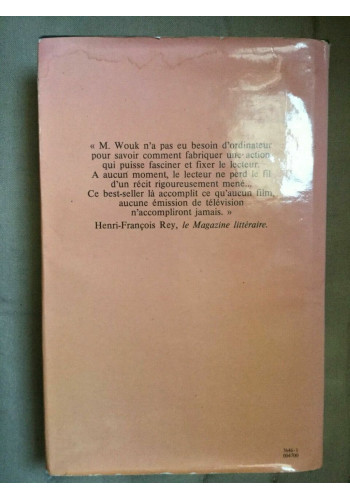 « M. Wouk n'a pas eu besoin d'ordinateur
pour savoir comment fabriquer une action
qui puisse fasciner et fixer le lecteur.
A aucun moment, le lecteur ne perd le fil
d'un récit rigoureusement mené...
Ce best-seller là accomplit ce qu'aucun film,
aucune émission de télévision
n'accompliront jamais. »
Henri-François Rey, le Magazine littéraire.